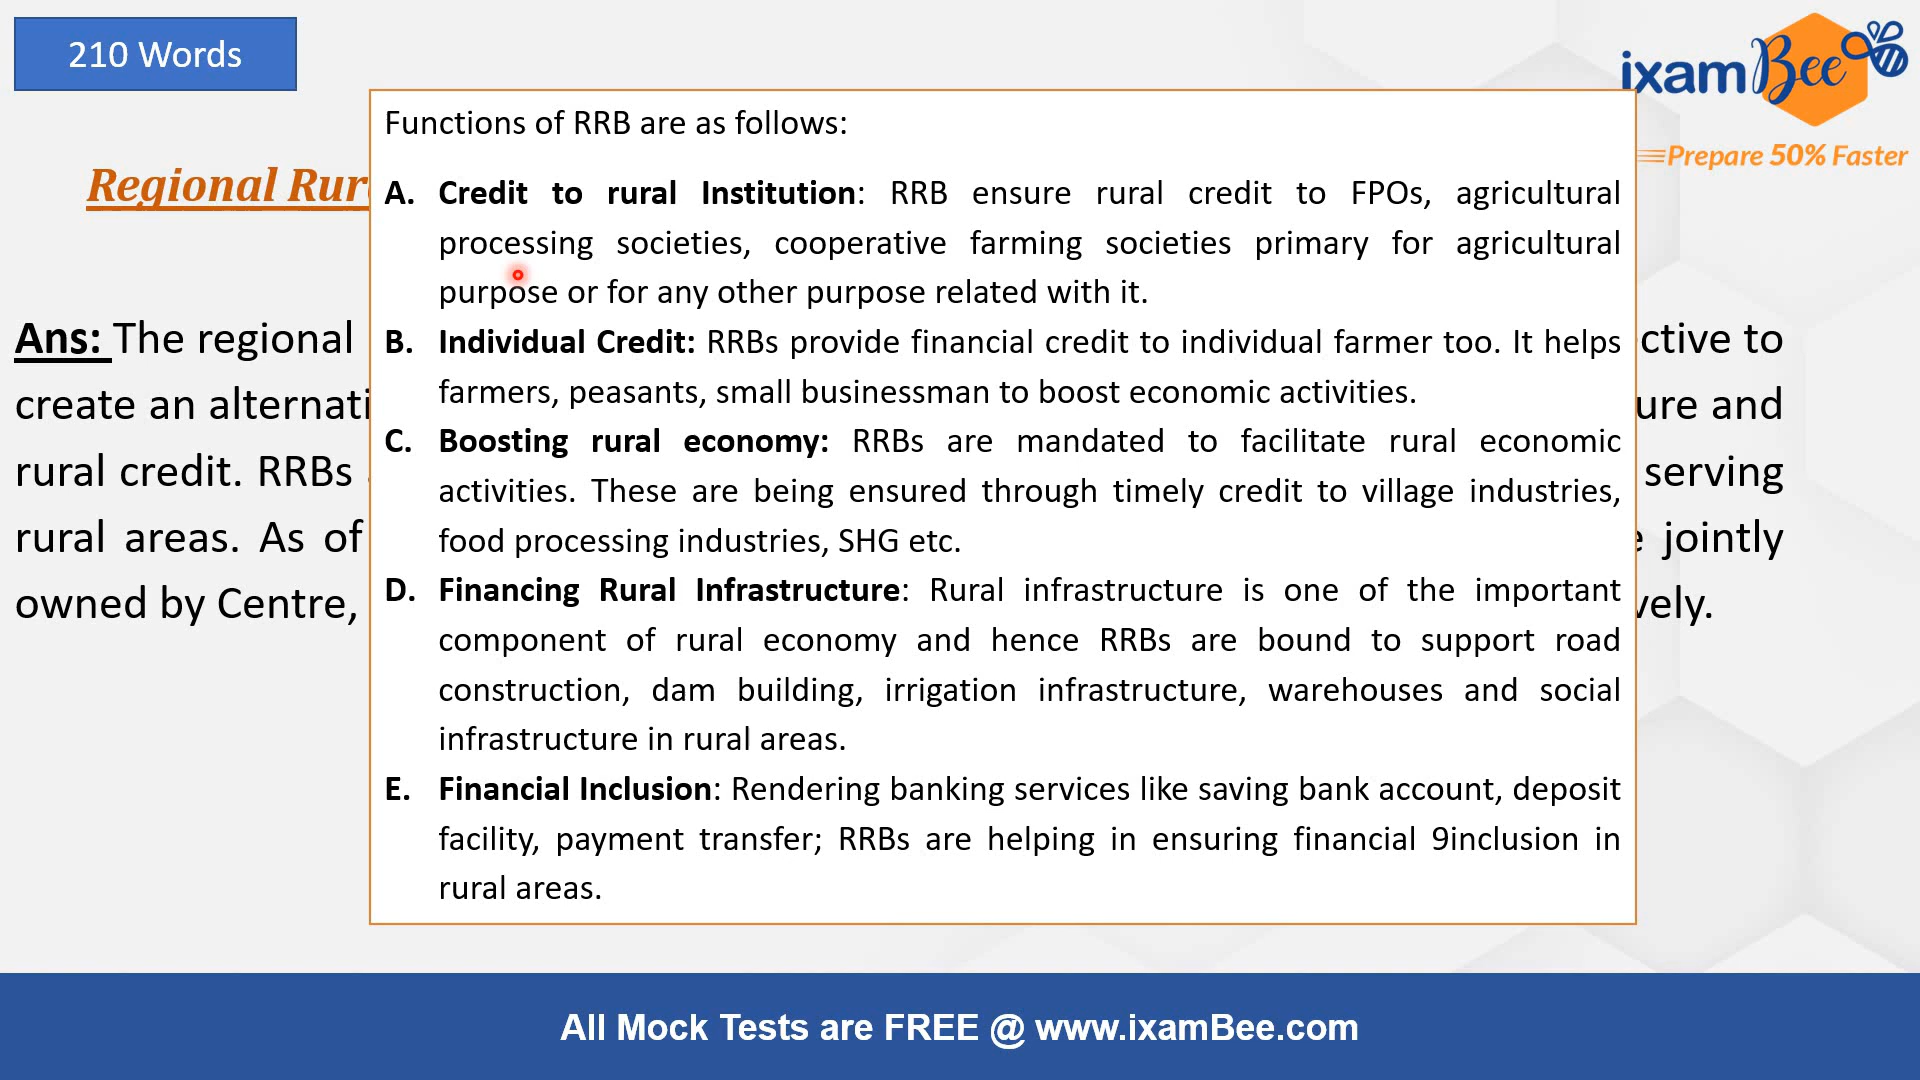 210 Words
ixamBee
Prepare 50% Faster
Functions of RRB are as follows:
Regional
A. Credit to rural Institution: RRB ensure rural credit to FPOs, agricultural
processing societies, cooperative farming societies primary for agricultural
purpose or for any other purpose related with it.
B. Individual Credit: RRBs provide financial credit to individual farmer too. It helps
farmers, peasants, small businessman to boost economic activities.
C. Boosting rural economy: RRBs are mandated to facilitate rural economic
activities. These are being ensured through timely credit to village industries,
food processing industries, SHG etc.
D. Financing Rural Infrastructure: Rural infrastructure is one of the important
component of rural economy and hence RRBs are bound to support road
construction, dam building, irrigation infrastructure, warehouses and social
infrastructure in rural areas.
E. Financial Inclusion: Rendering banking services like saving bank account, deposit
facility, payment transfer; RRBs are helping in ensuring financial 9inclusion in
rural areas.
Ans: The regional to
create an and
rural credit. RRBs serving
rural areas. As of jointly
owned by Centre,
All Mock Tests are FREE @ www.ixamBee.com